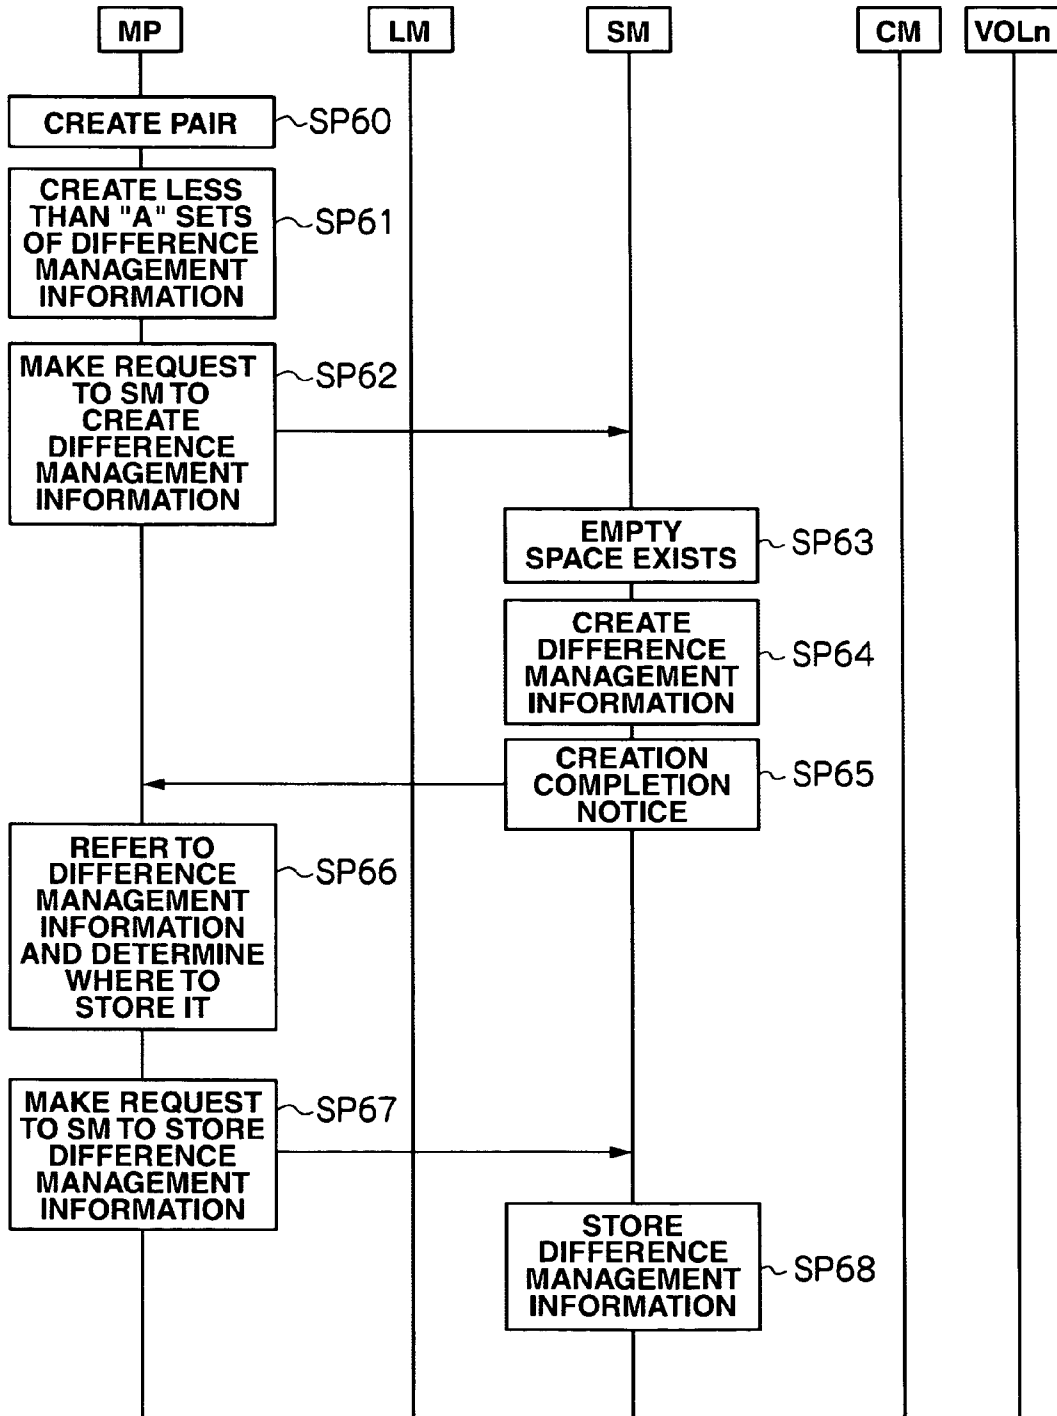 MP
LM
SM
CM
VOLn
CREATE PAIR
SP60
CREATE LESS
THAN "A" SETS
OF DIFFERENCE
MANAGEMENT
INFORMATION
SP61
MAKE REQUEST
TO SM TO
CREATE
DIFFERENCE
MANAGEMENT
INFORMATION
SP62
EMPTY
SPACE EXISTS
SP63
CREATE
DIFFERENCE
MANAGEMENT
INFORMATION
SP64
CREATION
COMPLETION
NOTICE
SP65
REFER TO
DIFFERENCE
MANAGEMENT
INFORMATION
AND DETERMINE
WHERE TO
STORE IT
SP66
MAKE REQUEST
TO SM TO STORE
DIFFERENCE
MANAGEMENT
INFORMATION
SP67
STORE
DIFFERENCE
MANAGEMENT
INFORMATION
SP68